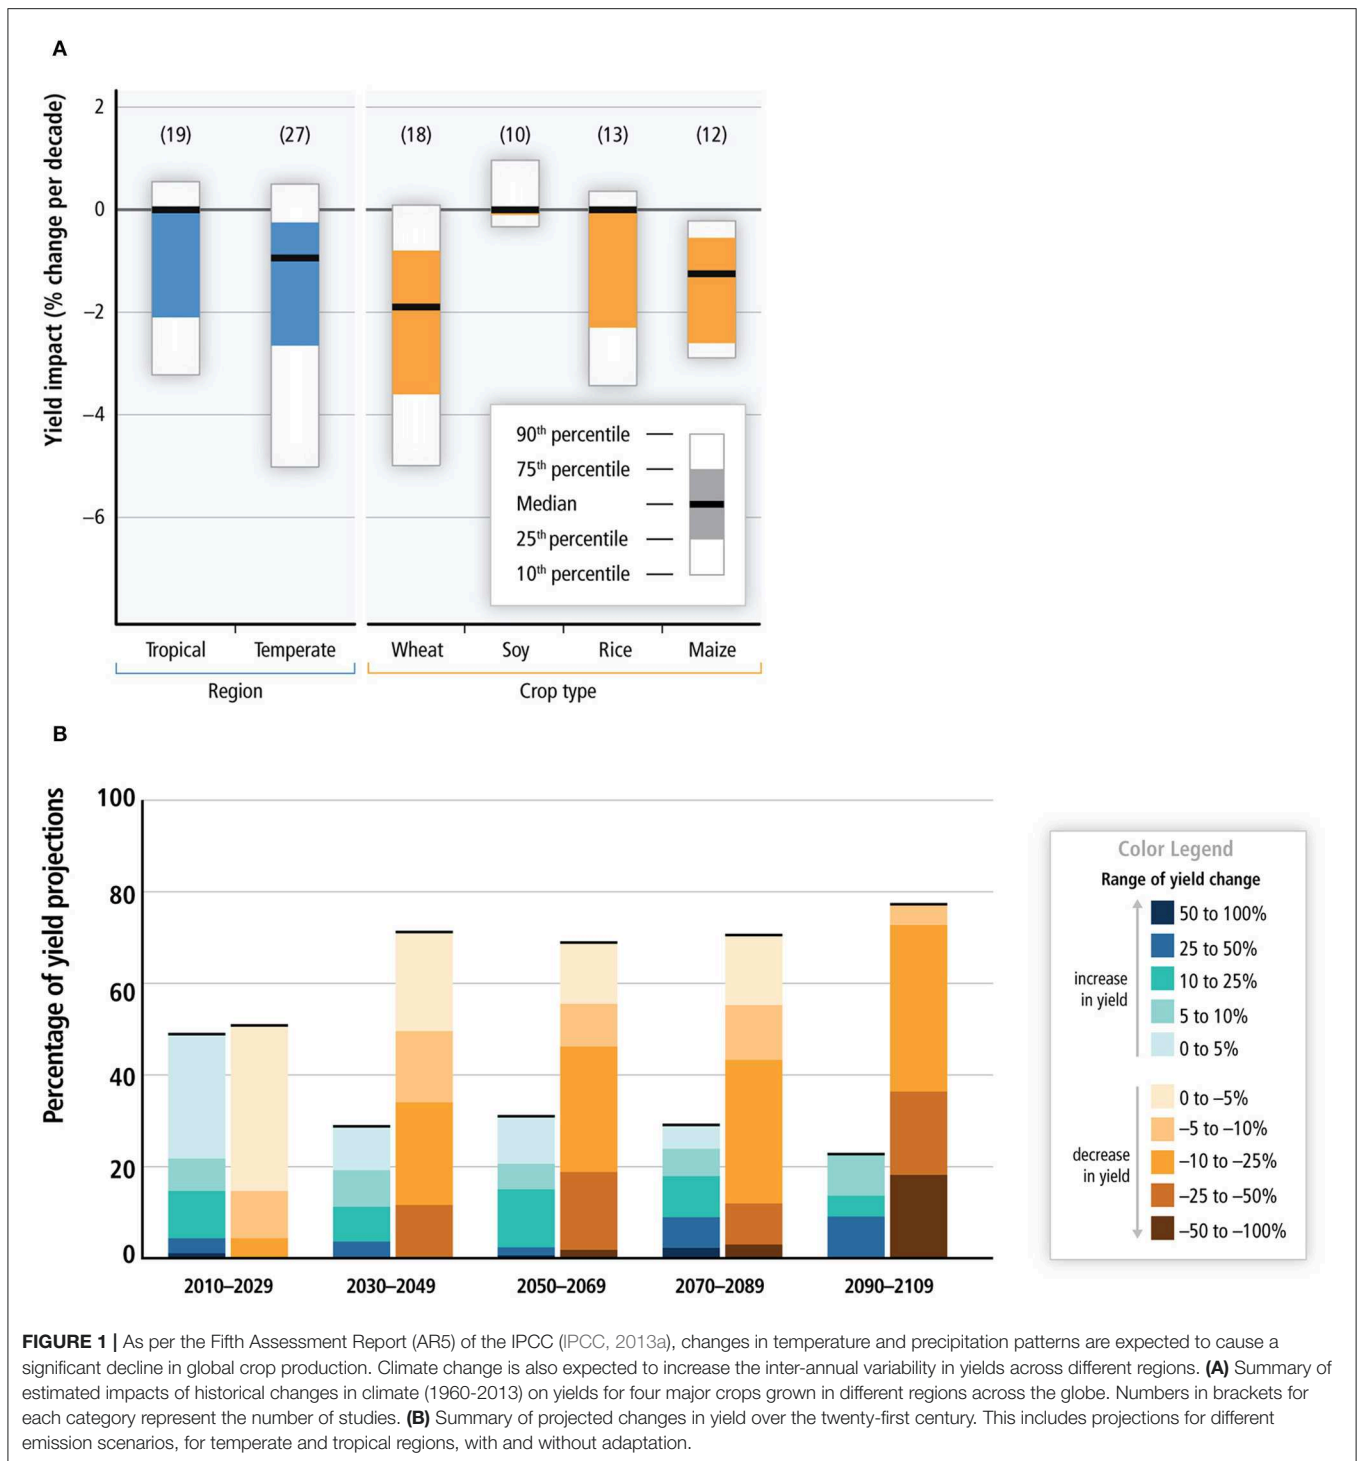 A
Yield impact (% change per decade)
2
0
–2
–4
–6
(19)
(27)
(18)
(10)
(13)
(12)
90th percentile
75th percentile
Median
25th percentile
10th percentile
Tropical
Temperate
Wheat
Soy
Rice
Maize
Region
Crop type
B
Percentage of yield projections
100
80
60
40
20
0
2010–2029
2030–2049
2050–2069
2070–2089
2090–2109
Color Legend
Range of yield change
increase
in yield
50 to 100%
25 to 50%
10 to 25%
5 to 10%
0 to 5%
decrease
in yield
0 to –5%
–5 to –10%
–10 to –25%
–25 to –50%
–50 to –100%
FIGURE 1 | As per the Fifth Assessment Report (AR5) of the IPCC (IPCC, 2013a), changes in temperature and precipitation patterns are expected to cause a
significant decline in global crop production. Climate change is also expected to increase the inter-annual variability in yields across different regions. (A) Summary of
estimated impacts of historical changes in climate (1960-2013) on yields for four major crops grown in different regions across the globe. Numbers in brackets for
each category represent the number of studies. (B) Summary of projected changes in yield over the twenty-first century. This includes projections for different
emission scenarios, for temperate and tropical regions, with and without adaptation.